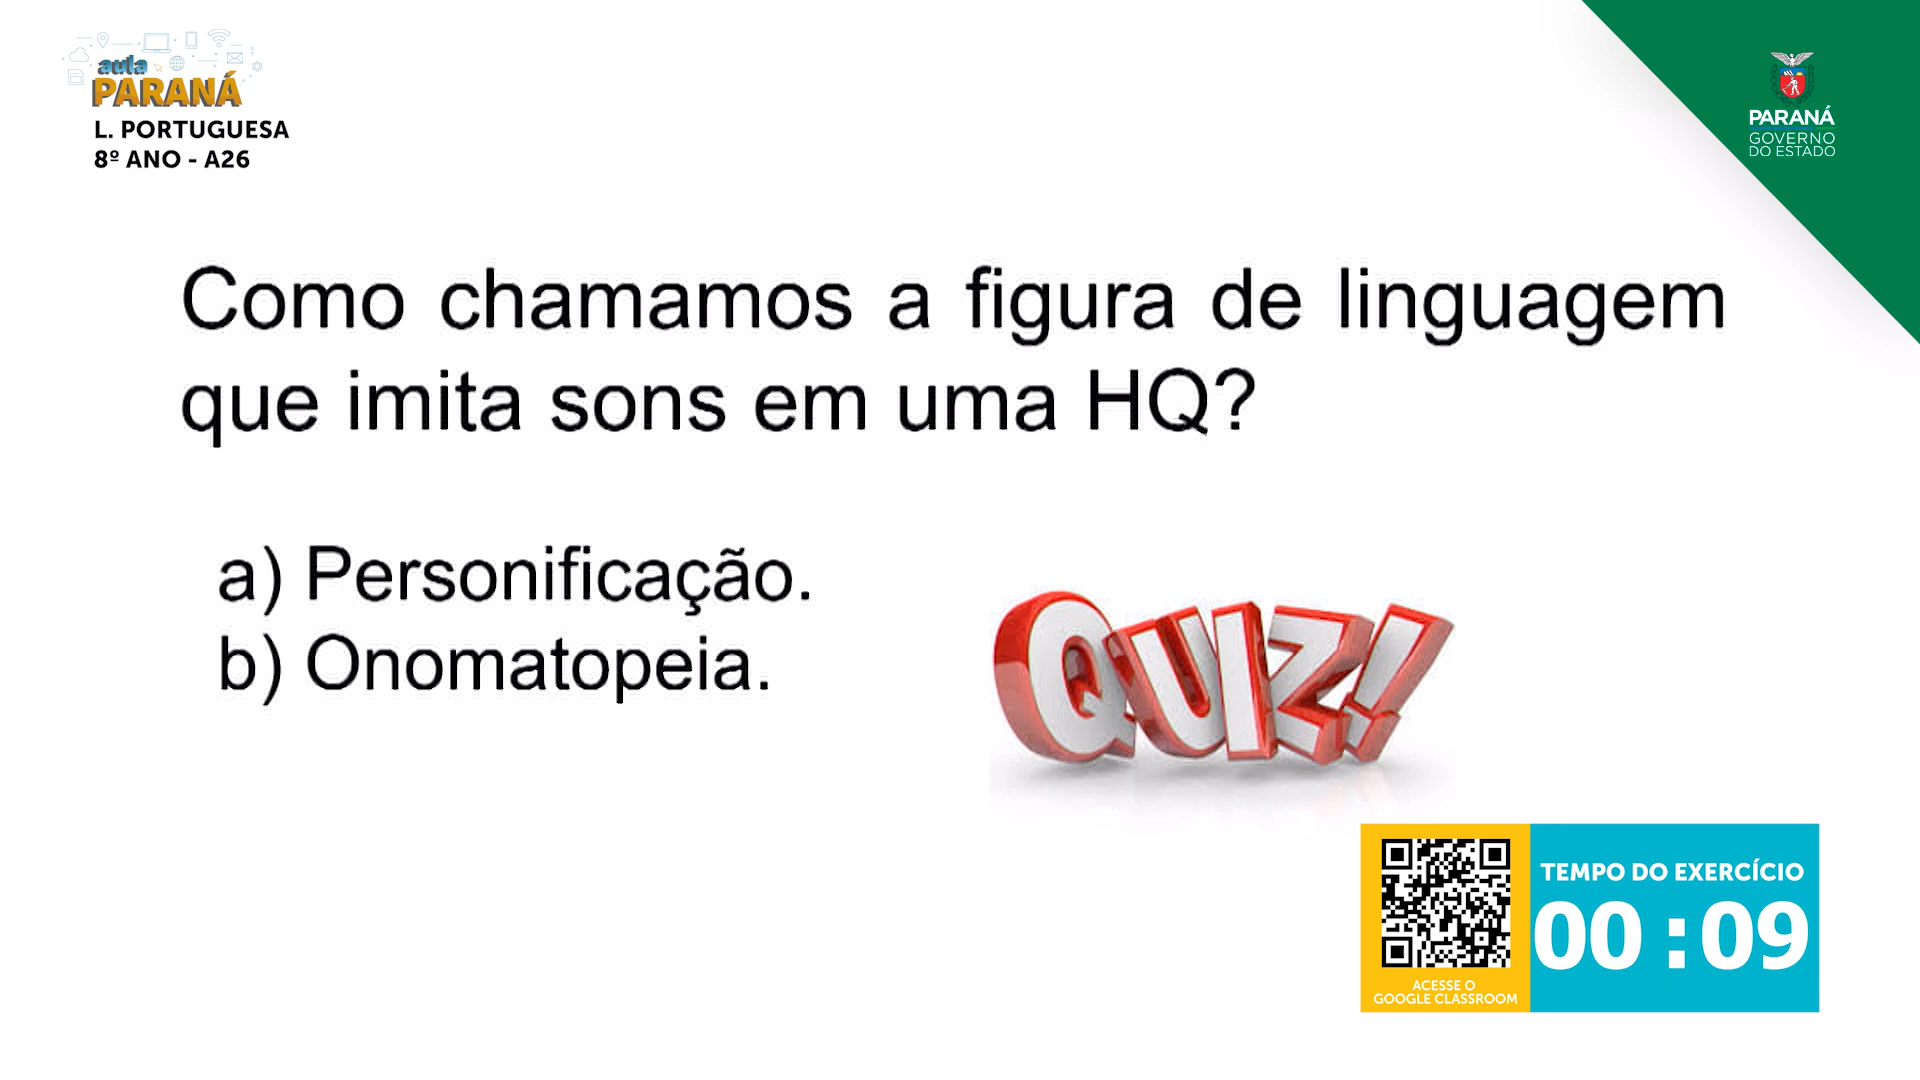 aula
PARANÁ
L. PORTUGUESA
8º ANO - A26
PARANÁ
GOVERNO
DO ESTADO
Como chamamos a figura de linguagem
que imita sons em uma HQ?
a) Personificação.
b) Onomatopeia.
QUIZ!
TEMPO DO EXERCÍCIO
00:09
ACESSE O
GOOGLE CLASSROOM